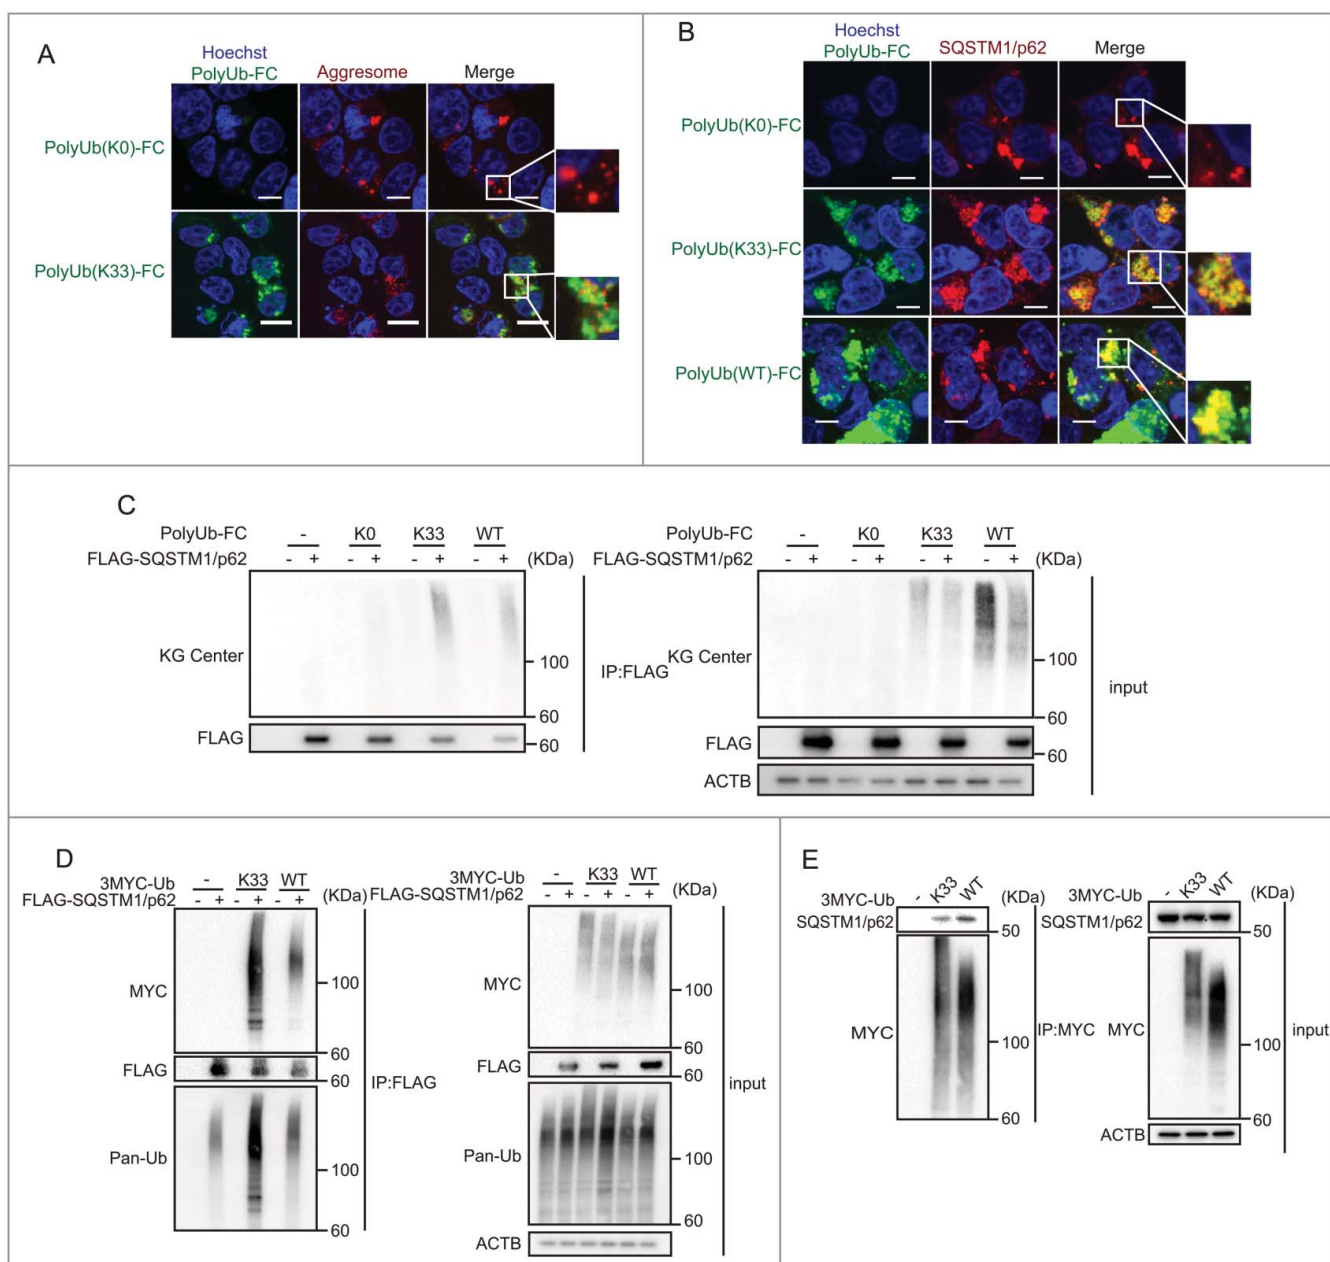 A
Hoechst
PolyUb-FC Aggresome Merge
PolyUb(K0)-FC
PolyUb(K33)-FC
B
Hoechst
PolyUb-FC SQSTM1/p62 Merge
PolyUb(K0)-FC
PolyUb(K33)-FC
PolyUb(WT)-FC
C
PolyUb-FC - K0 K33 WT
FLAG-SQSTM1/p62 - + - + - + - + (KDa)
KG Center
100
60
FLAG
60
IP:FLAG
PolyUb-FC - K0 K33 WT
FLAG-SQSTM1/p62 - + - + - + - + (KDa)
KG Center
100
60
FLAG
60
ACTB
input
D
3MYC-Ub - K33 WT
FLAG-SQSTM1/p62 - + - + - + (KDa)
MYC
100
60
FLAG
60
Pan-Ub
100
60
IP:FLAG
3MYC-Ub - K33 WT
FLAG-SQSTM1/p62 - + - + - + (KDa)
MYC
100
60
FLAG
60
Pan-Ub
100
60
ACTB
input
E
3MYC-Ub - K33 WT (KDa)
SQSTM1/p62
50
MYC
100
60
IP:MYC
3MYC-Ub - K33 WT (KDa)
SQSTM1/p62
50
MYC
100
60
ACTB
input